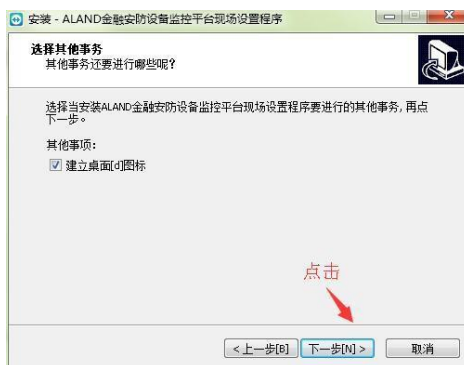 安装 - ALAND金融安防设备监控平台现场设置程序
选择其他事务
其他事务还要进行哪些呢?
选择当安装ALAND金融安防设备监控平台现场设置程序要进行的其他事务, 再点
下一步。
其他事项:
建立桌面[d]图标
点击
<上一步[B] 下一步[N] > 取消